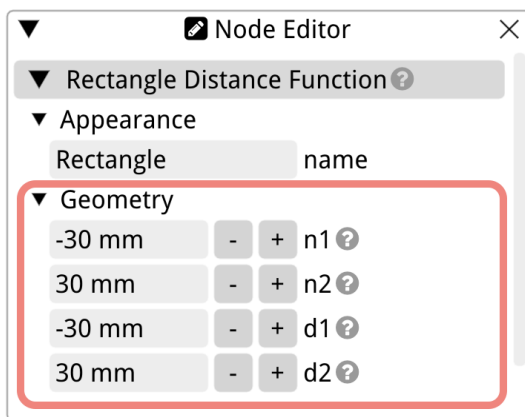 Node Editor
Rectangle Distance Function ?
Appearance
Rectangle name
Geometry
-30 mm - + n1 ?
30 mm - + n2 ?
-30 mm - + d1 ?
30 mm - + d2 ?